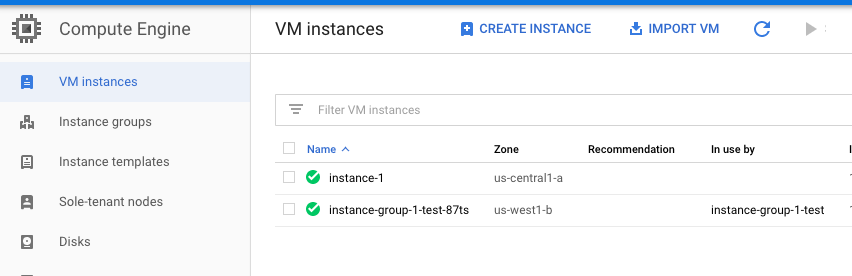 Compute Engine
VM instances
CREATE INSTANCE
IMPORT VM
VM instances
Instance groups
Instance templates
Sole-tenant nodes
Disks
Filter VM instances
Name Zone Recommendation In use by
instance-1 us-central1-a
instance-group-1-test-87ts us-west1-b instance-group-1-test